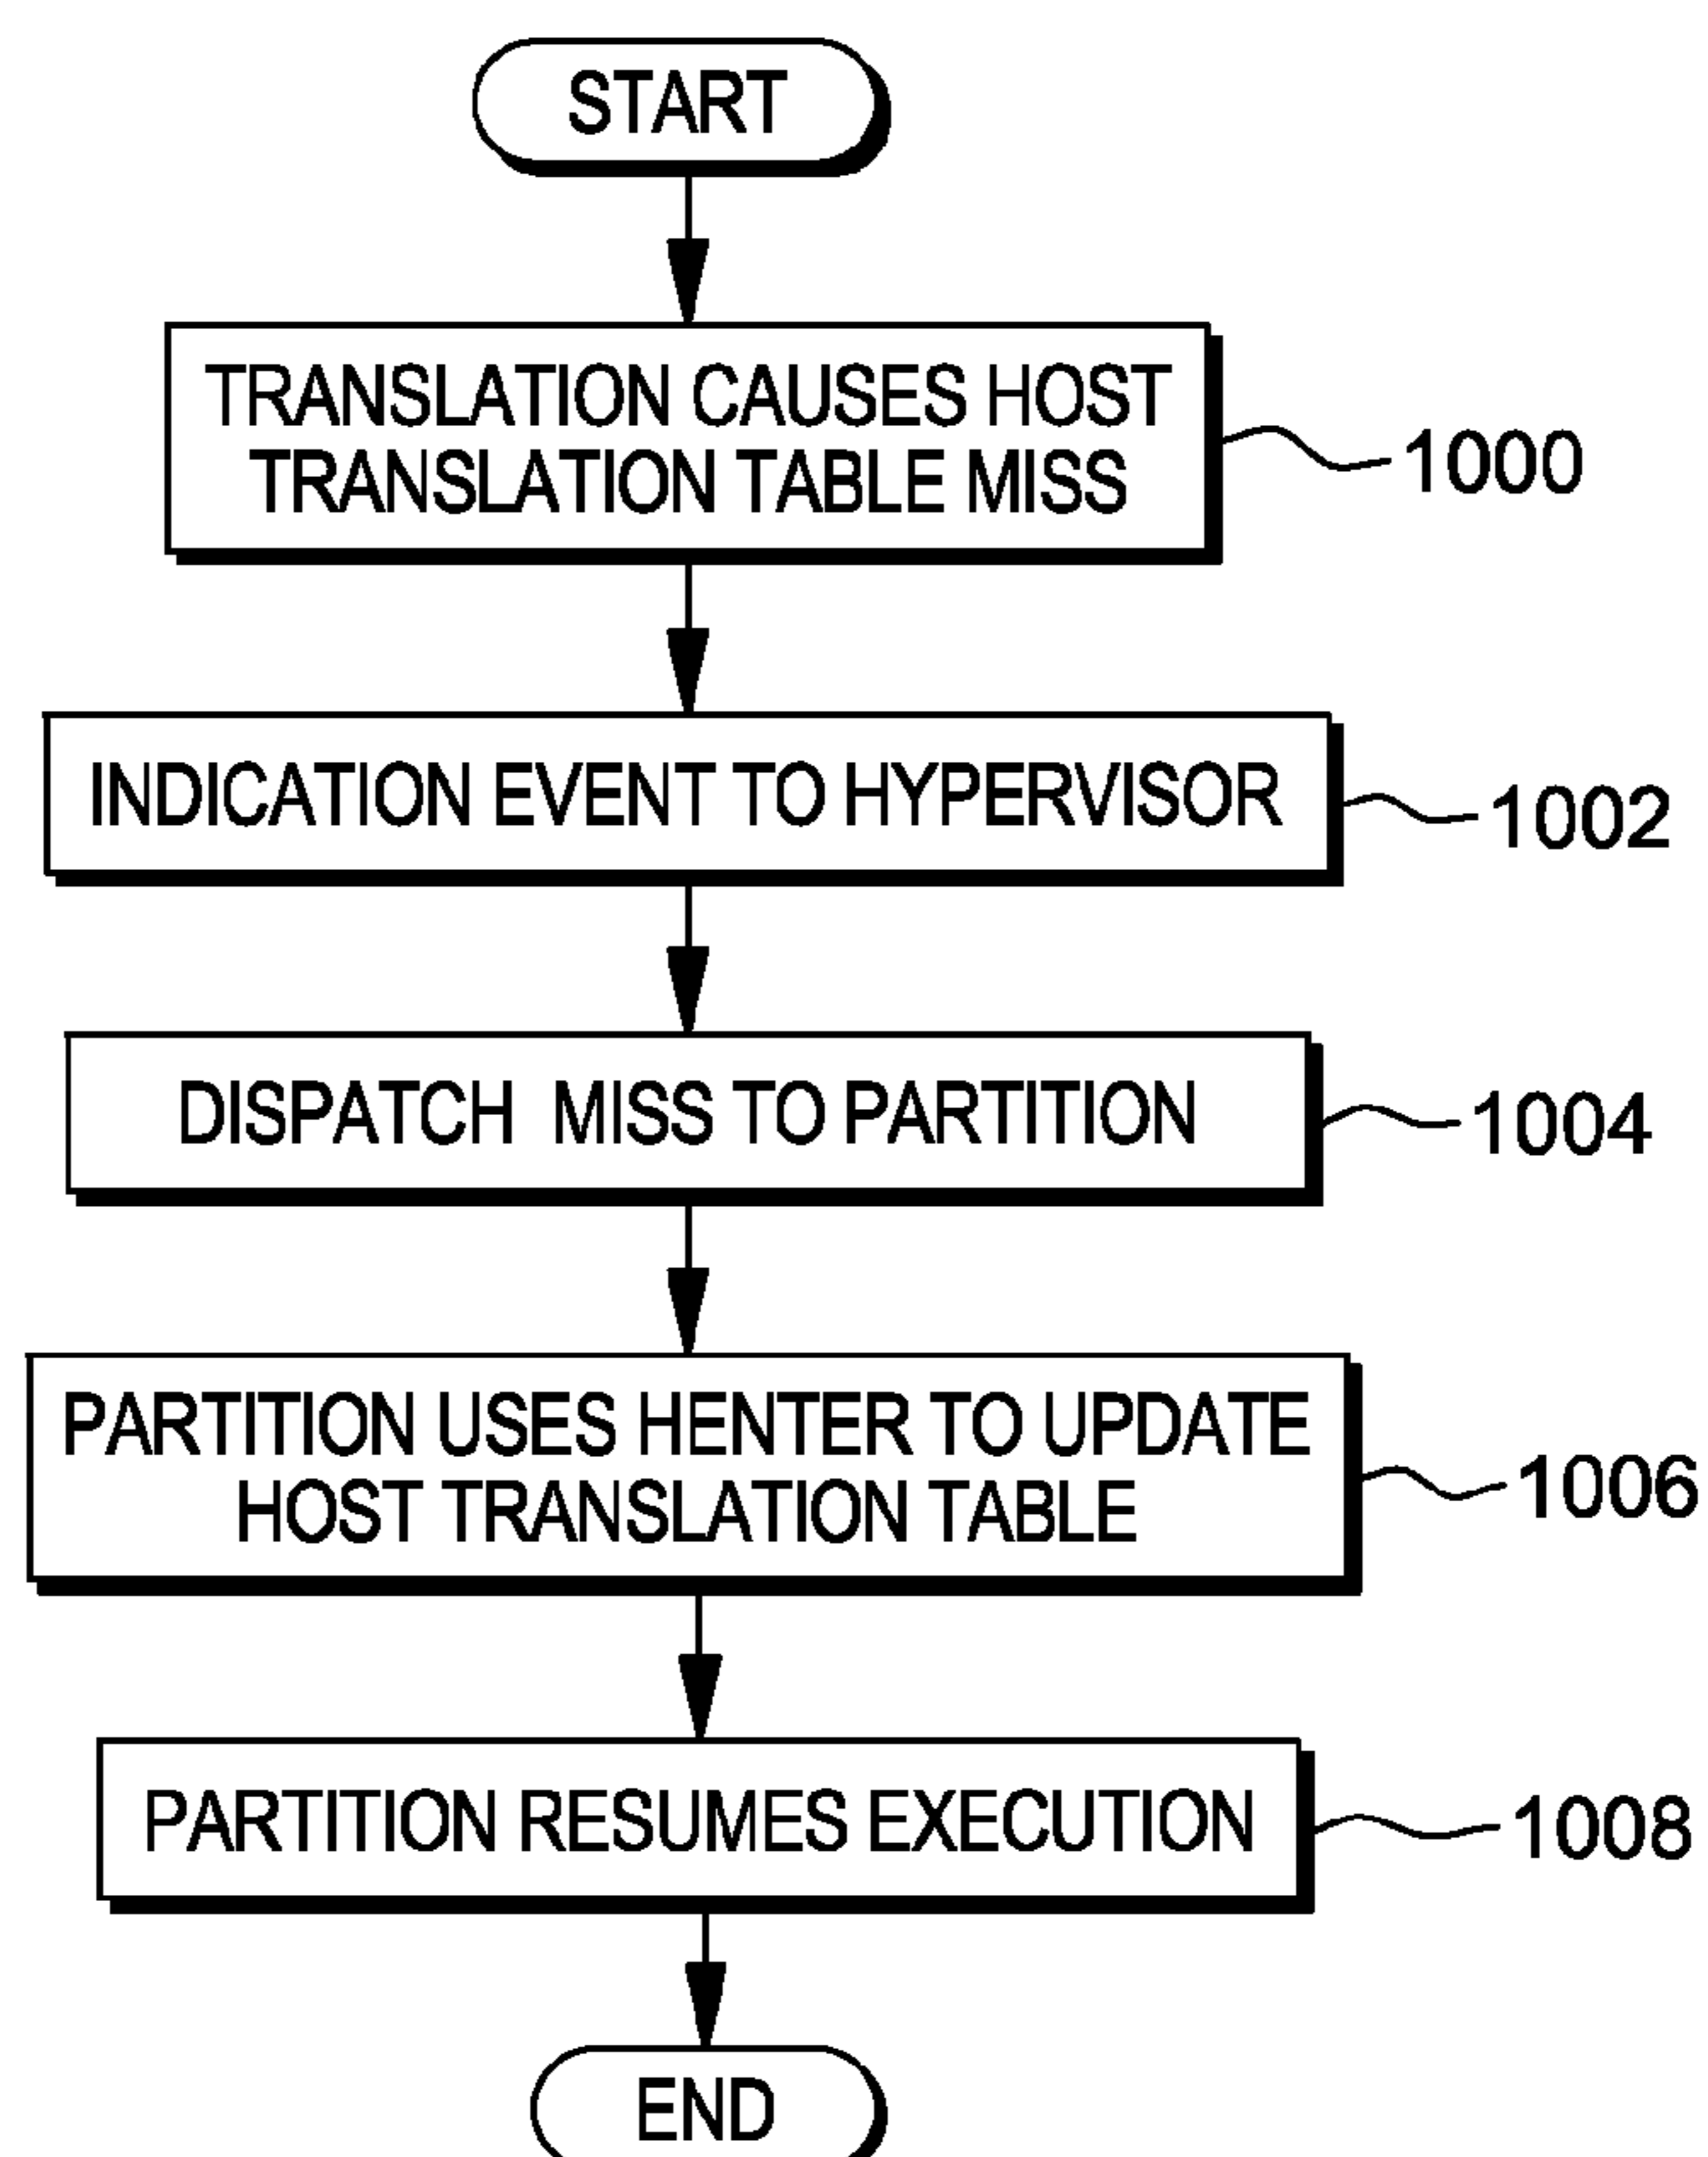 START
TRANSLATION CAUSES HOST
TRANSLATION TABLE MISS
1000
INDICATION EVENT TO HYPERVISOR
1002
DISPATCH MISS TO PARTITION
1004
PARTITION USES HENTER TO UPDATE
HOST TRANSLATION TABLE
1006
PARTITION RESUMES EXECUTION
1008
END